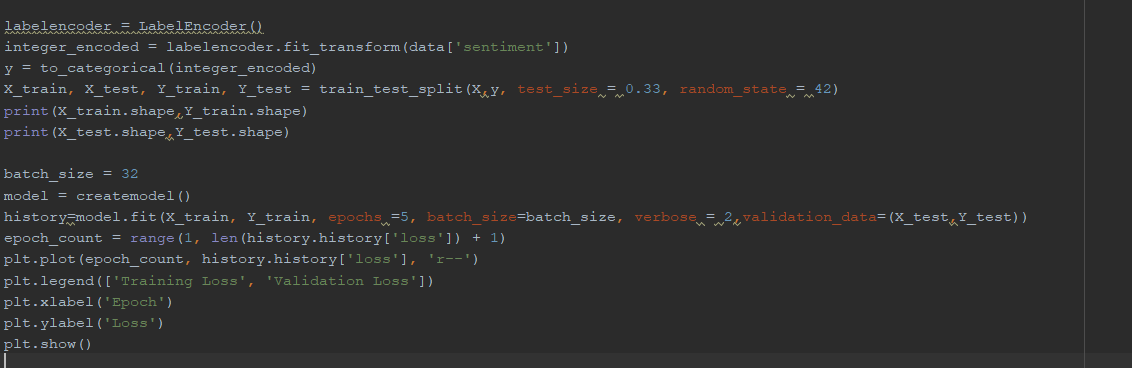 labelencoder = LabelEncoder()
integer_encoded = labelencoder.fit_transform(data['sentiment'])
y = to_categorical(integer_encoded)
X_train, X_test, Y_train, Y_test = train_test_split(X,y, test_size = 0.33, random_state = 42)
print(X_train.shape,Y_train.shape)
print(X_test.shape,Y_test.shape)
batch_size = 32
model = createmodel()
history=model.fit(X_train, Y_train, epochs =5, batch_size=batch_size, verbose = 2,validation_data=(X_test,Y_test))
epoch_count = range(1, len(history.history['loss']) + 1)
plt.plot(epoch_count, history.history['loss'], 'r--')
plt.legend(['Training Loss', 'Validation Loss'])
plt.xlabel('Epoch')
plt.ylabel('Loss')
plt.show()